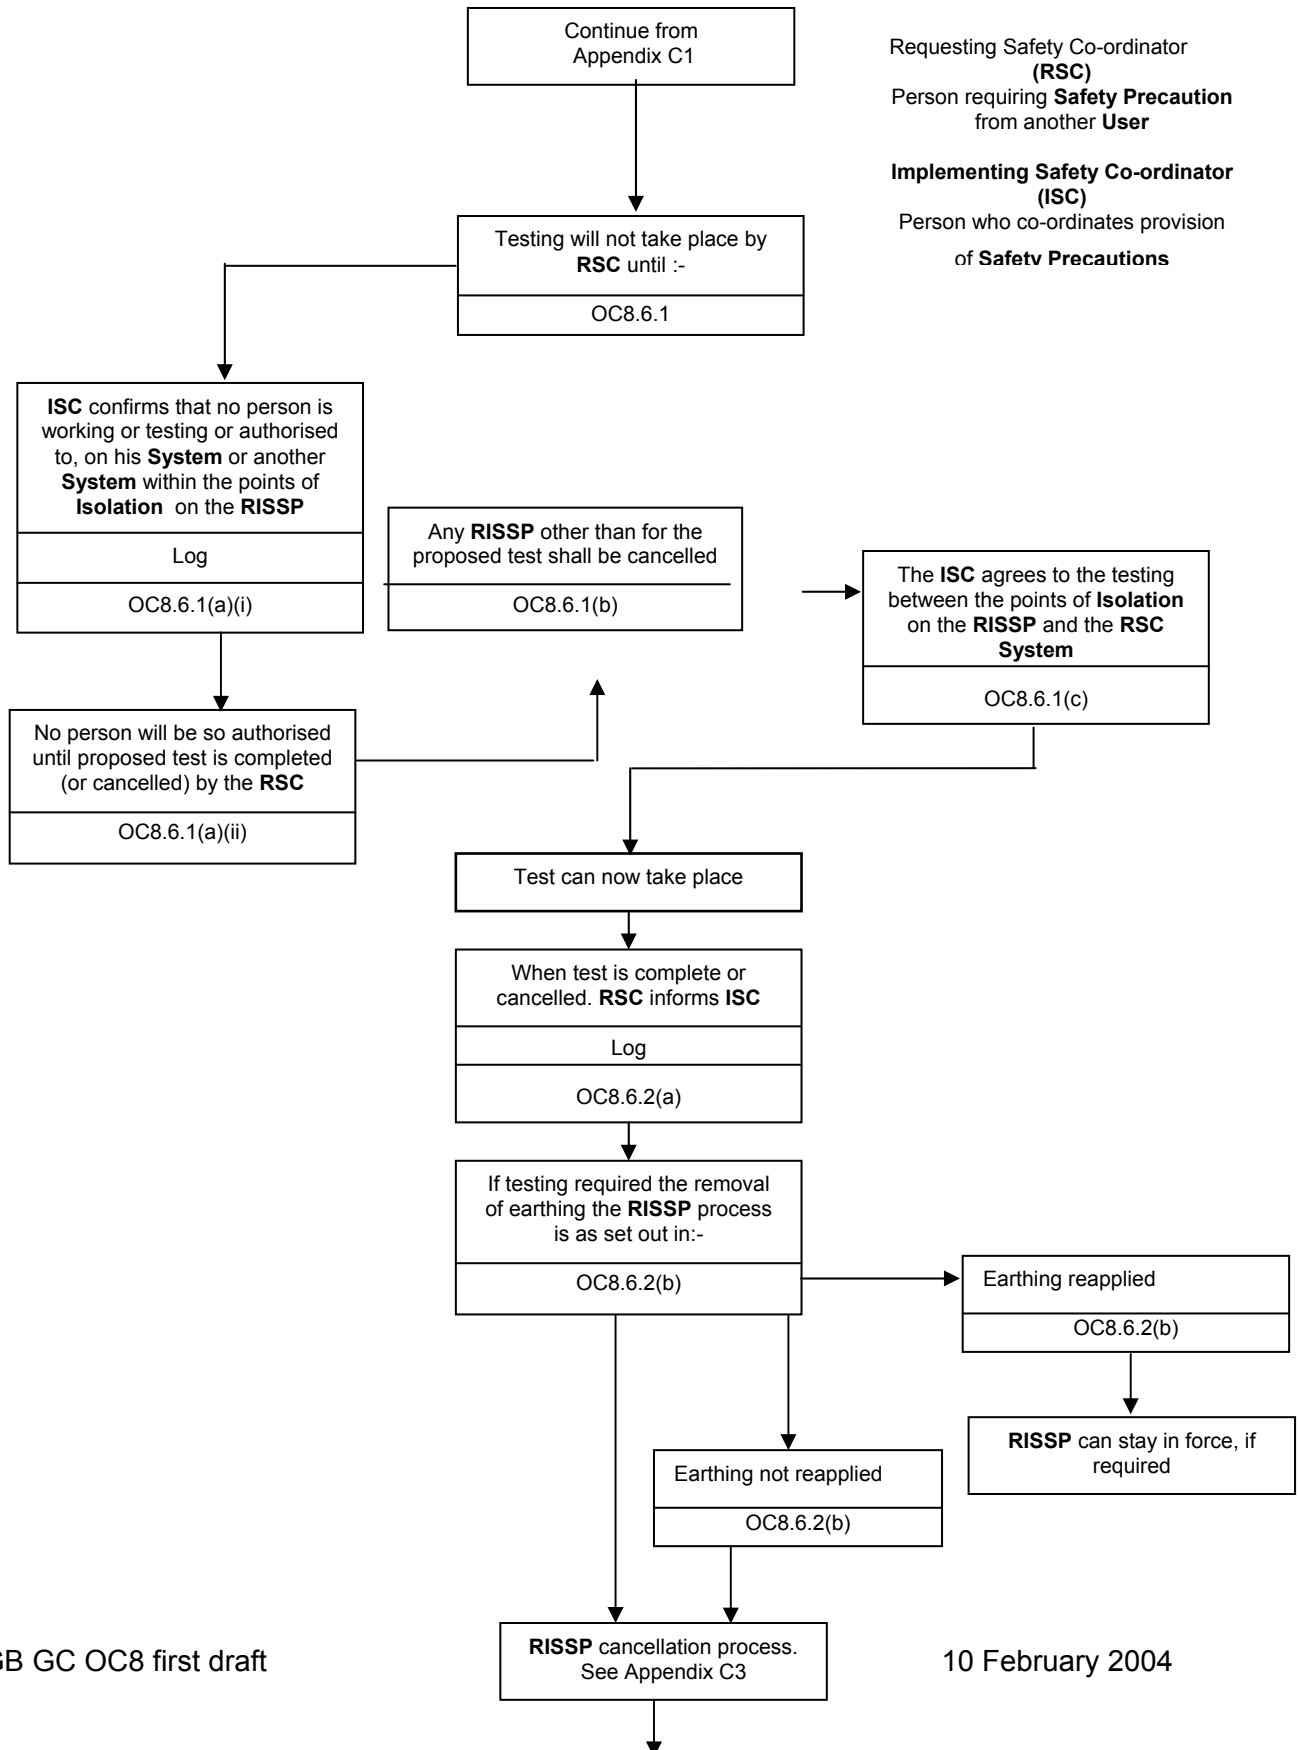 Continue from
Appendix C1
Requesting Safety Co-ordinator
(RSC)
Person requiring Safety Precaution
from another User
Implementing Safety Co-ordinator
(ISC)
Person who co-ordinates provision
of Safety Precautions
Testing will not take place by
RSC until :-
OC8.6.1
ISC confirms that no person is
working or testing or authorised
to, on his System or another
System within the points of
Isolation on the RISSP
Log
OC8.6.1(a)(i)
Any RISSP other than for the
proposed test shall be cancelled
OC8.6.1(b)
The ISC agrees to the testing
between the points of Isolation
on the RISSP and the RSC
System
OC8.6.1(c)
No person will be so authorised
until proposed test is completed
(or cancelled) by the RSC
OC8.6.1(a)(ii)
Test can now take place
When test is complete or
cancelled. RSC informs ISC
Log
OC8.6.2(a)
If testing required the removal
of earthing the RISSP process
is as set out in:-
OC8.6.2(b)
Earthing reapplied
OC8.6.2(b)
RISSP can stay in force, if
required
Earthing not reapplied
OC8.6.2(b)
RISSP cancellation process.
See Appendix C3
GB GC OC8 first draft
10 February 2004